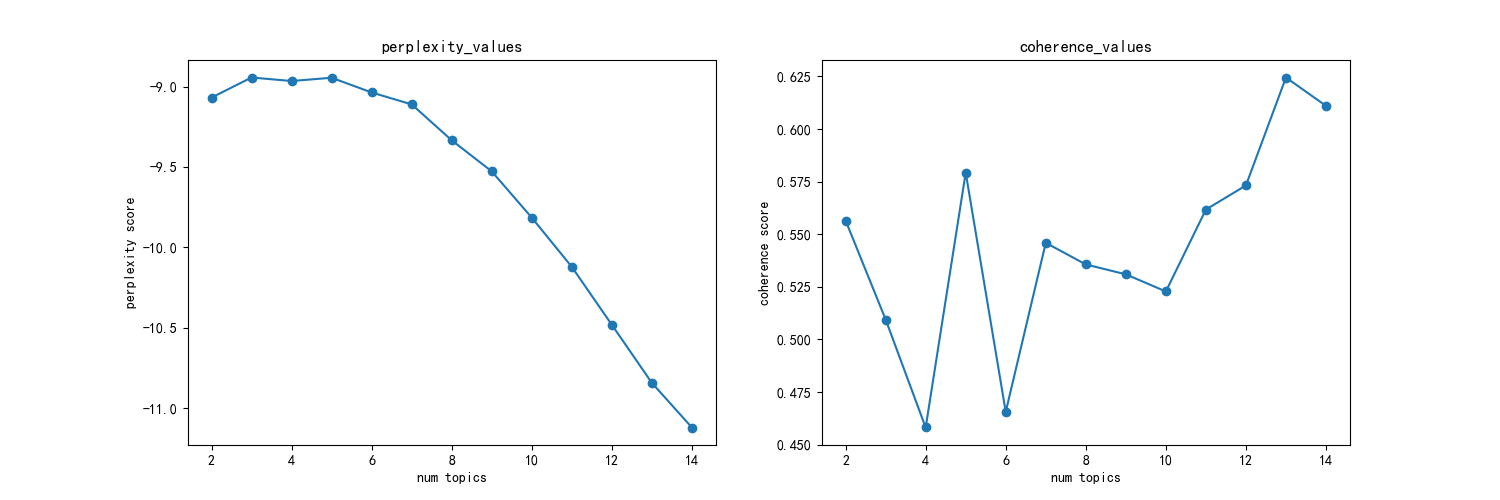 perplexity_values
perplexity score
-9.0
-9.5
-10.0
-10.5
-11.0
2 4 6 8 10 12 14
num topics
coherence_values
coherence score
0.625
0.600
0.575
0.550
0.525
0.500
0.475
0.450
2 4 6 8 10 12 14
num topics